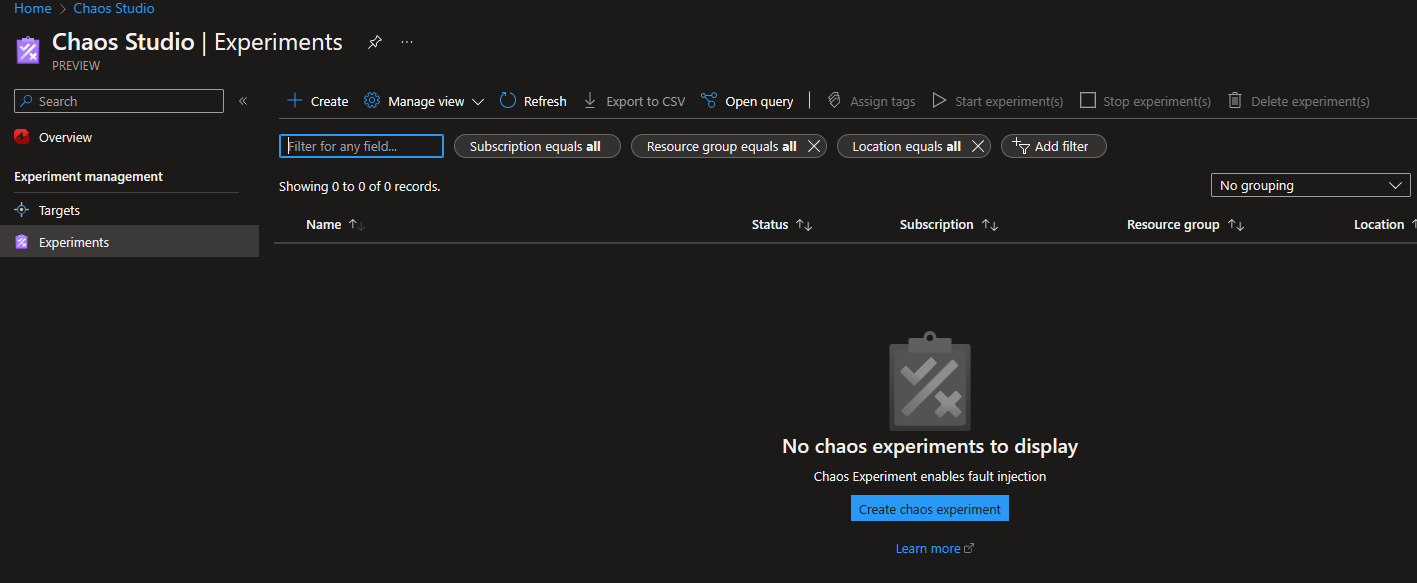 Home > Chaos Studio
Chaos Studio | Experiments
PREVIEW
Search
Overview
Experiment management
Targets
Experiments
Create Manage view Refresh Export to CSV Open query Assign tags Start experiment(s) Stop experiment(s) Delete experiment(s)
Filter for any field... Subscription equals all Resource group equals all Location equals all Add filter
Showing 0 to 0 of 0 records. No grouping
Name Status Subscription Resource group Location
No chaos experiments to display
Chaos Experiment enables fault injection
Create chaos experiment
Learn more